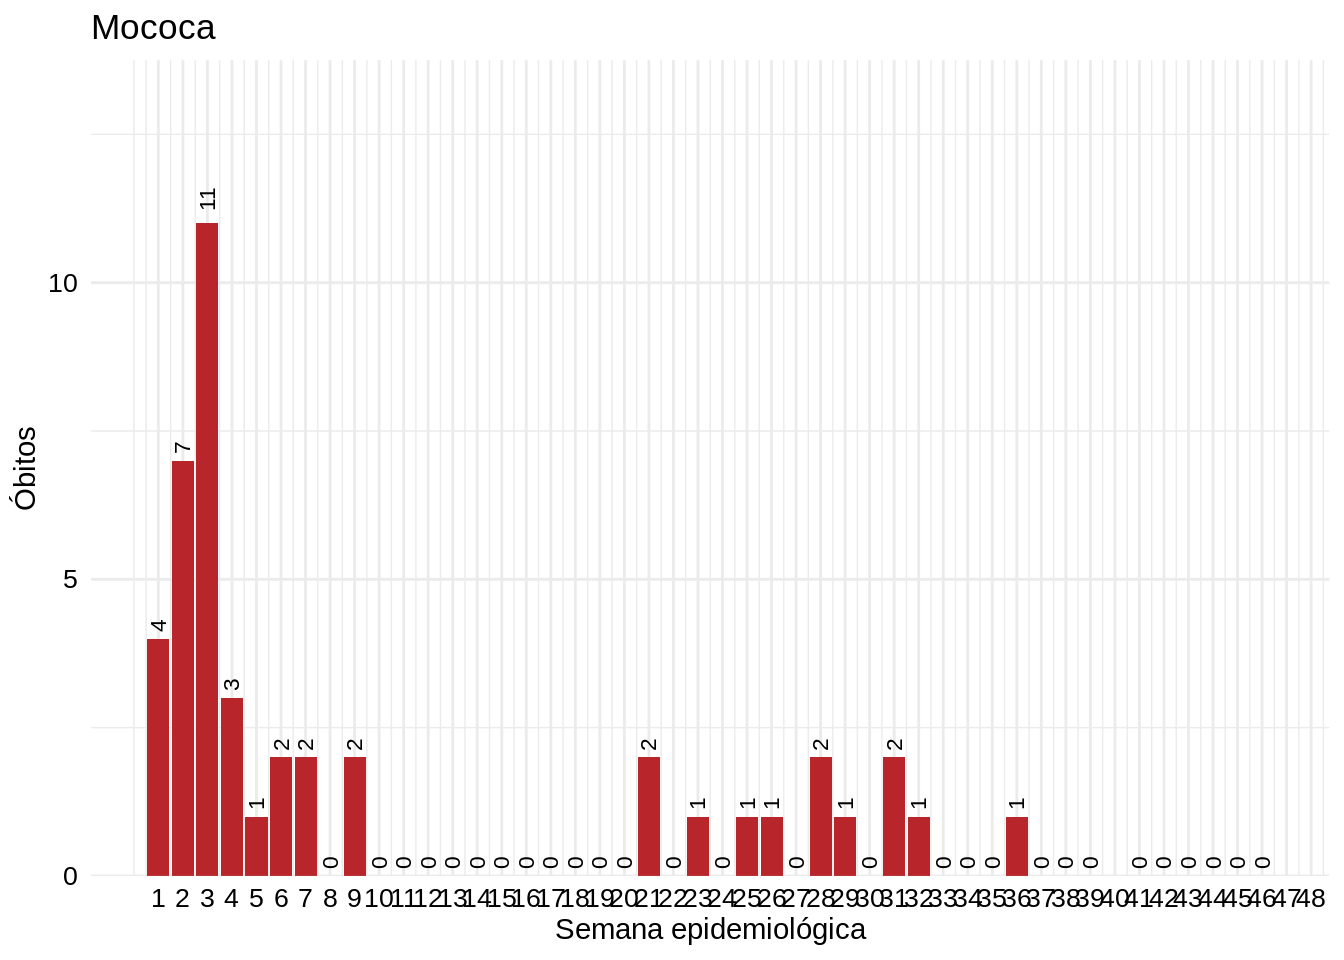 Mococa
Óbitos
10
5
0
4 7 11 3 1 2 2 0 2 0 0 0 0 0 0 0 0 0 0 0 2 0 1 0 1 1 0 2 1 0 2 1 0 0 0 1 0 0 0 0 0 0 0 0 0
1 2 3 4 5 6 7 8 9 10 11 12 13 14 15 16 17 18 19 20 21 22 23 24 25 26 27 28 29 30 31 32 33 34 35 36 37 38 39 40 41 42 43 44 45 46 47 48
Semana epidemiológica